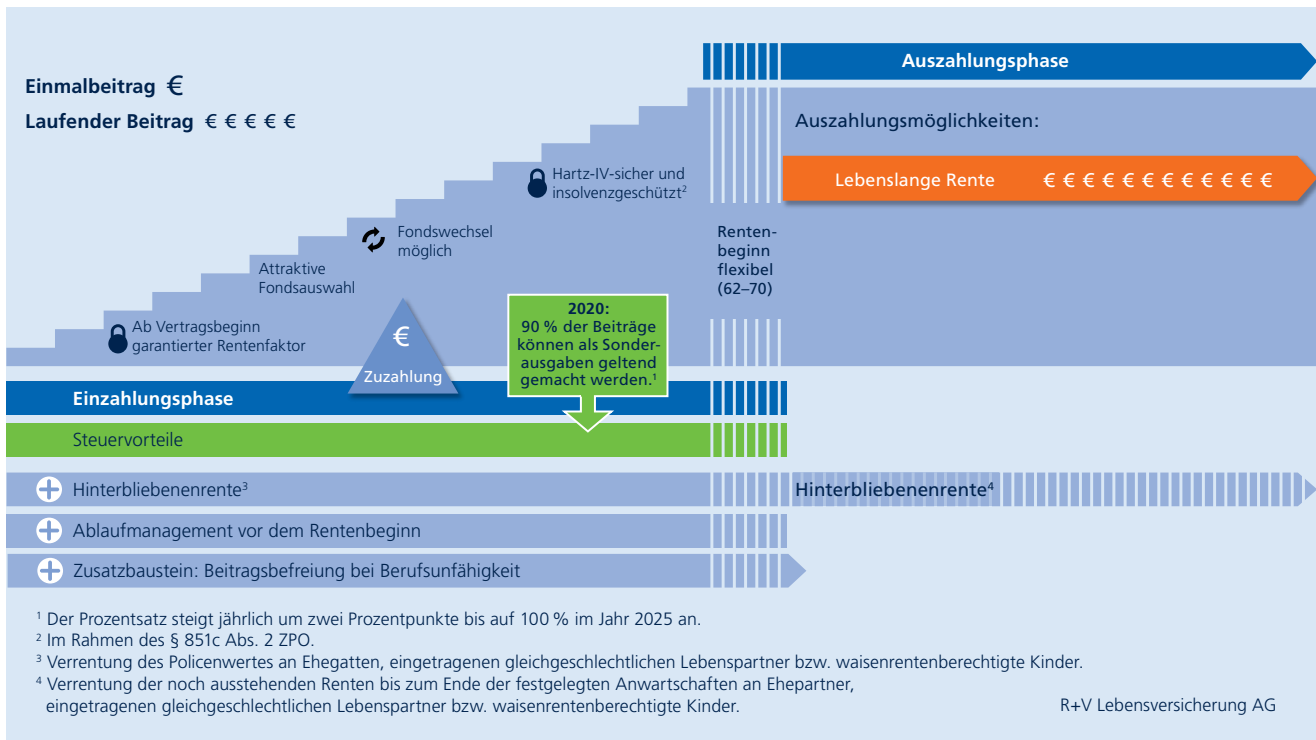 Einmalbeitrag €
Laufender Beitrag € € € € €
Auszahlungsphase
Auszahlungsmöglichkeiten:
Lebenslange Rente € € € € € € € € € € € €
Hartz-IV-sicher und
insolvenzgeschützt²
Fondswechsel
möglich
Attraktive
Fondsauswahl
Ab Vertragsbeginn
garantierter Rentenfaktor
Renten-
beginn
flexibel
(62–70)
€
Zuzahlung
2020:
90 % der Beiträge
können als Sonder-
ausgaben geltend
gemacht werden.¹
Einzahlungsphase
Steuervorteile
Hinterbliebenenrente³
Hinterbliebenenrente⁴
Ablaufmanagement vor dem Rentenbeginn
Zusatzbaustein: Beitragsbefreiung bei Berufsunfähigkeit
¹ Der Prozentsatz steigt jährlich um zwei Prozentpunkte bis auf 100 % im Jahr 2025 an.
² Im Rahmen des § 851c Abs. 2 ZPO.
³ Verrentung des Policenwertes an Ehegatten, eingetragenen gleichgeschlechtlichen Lebenspartner bzw. waisenrentenberechtigte Kinder.
⁴ Verrentung der noch ausstehenden Renten bis zum Ende der festgelegten Anwartschaften an Ehepartner,
eingetragenen gleichgeschlechtlichen Lebenspartner bzw. waisenrentenberechtigte Kinder.
R+V Lebensversicherung AG